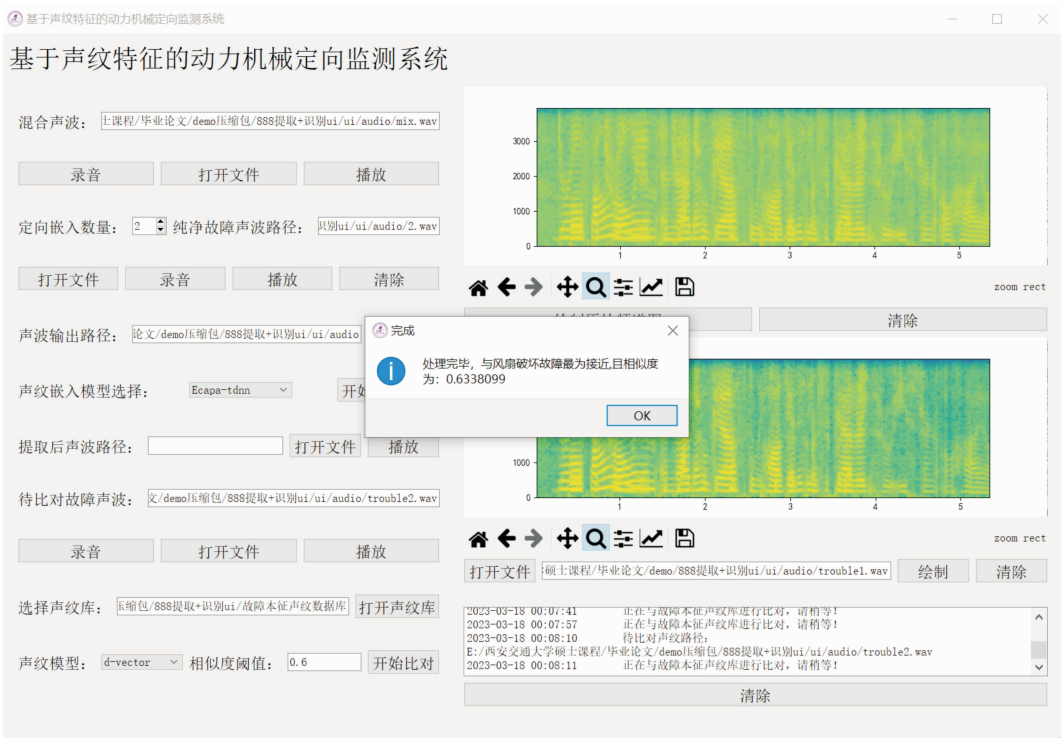 基于声纹特征的动力机械定向监测系统
基于声纹特征的动力机械定向监测系统
混合声波： 士课程/毕业论文/demo压缩包/888提取+识别ui/ui/audio/mix.wav
录音 打开文件 播放
定向嵌入数量： 2 纯净故障声波路径： 识别ui/ui/audio/2.wav
打开文件 录音 播放 清除
声波输出路径： 论文/demo压缩包/888提取+识别ui/ui/audio
声纹嵌入模型选择： Ecapa-tdnn 开始
提取后声波路径： 打开文件 播放
待比对故障声波： 文/demo压缩包/888提取+识别ui/ui/audio/trouble2.wav
录音 打开文件 播放
选择声纹库： 压缩包/888提取+识别ui/故障本征声纹数据库 打开声纹库
声纹模型： d-vector 相似度阈值： 0.6 开始比对
3000
2000
1000
0
1 2 3 4 5
zoom rect
清除
完成
处理完毕，与风扇破坏故障最为接近,且相似度
为：0.6338099
OK
1000
0
1 2 3 4 5
zoom rect
打开文件 硕士课程/毕业论文/demo/888提取+识别ui/ui/audio/trouble1.wav 绘制 清除
2023-03-18 00:07:41 正在与故障本征声纹库进行比对，请稍等！
2023-03-18 00:07:57 正在与故障本征声纹库进行比对，请稍等！
2023-03-18 00:08:10 待比对声纹路径：
E:/西安交通大学硕士课程/毕业论文/demo压缩包/888提取+识别ui/ui/audio/trouble2.wav
2023-03-18 00:08:11 正在与故障本征声纹库进行比对，请稍等！
清除